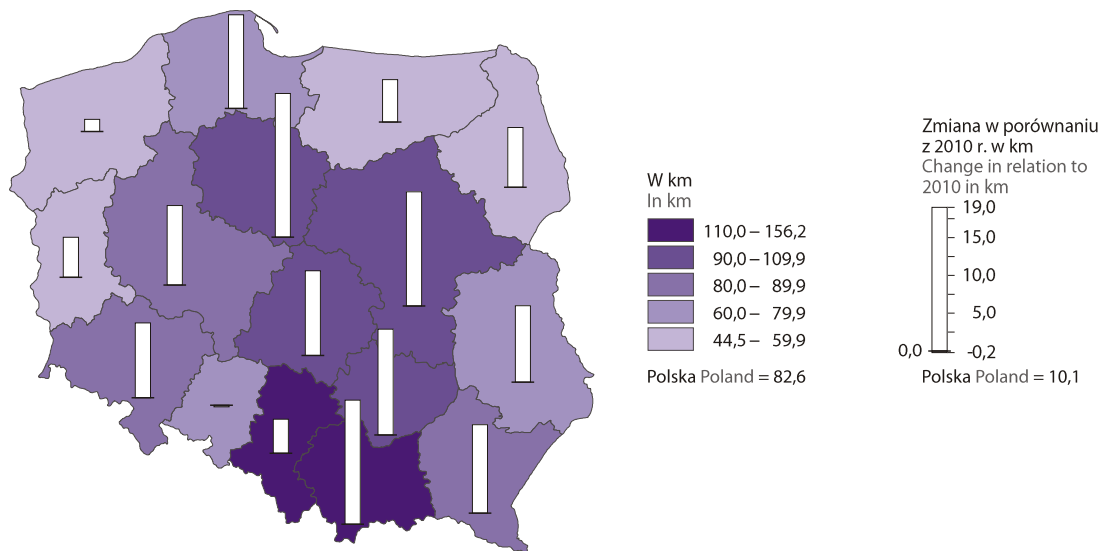 W km
In km
110,0 – 156,2
90,0 – 109,9
80,0 – 89,9
60,0 – 79,9
44,5 – 59,9
Polska Poland = 82,6
Zmiana w porównaniu
z 2010 r. w km
Change in relation to
2010 in km
19,0
15,0
10,0
5,0
0,0 -0,2
Polska Poland = 10,1